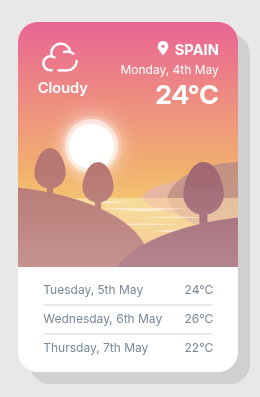 SPAIN
Monday, 4th May
Cloudy
24°C
Tuesday, 5th May 24°C
Wednesday, 6th May 26°C
Thursday, 7th May 22°C